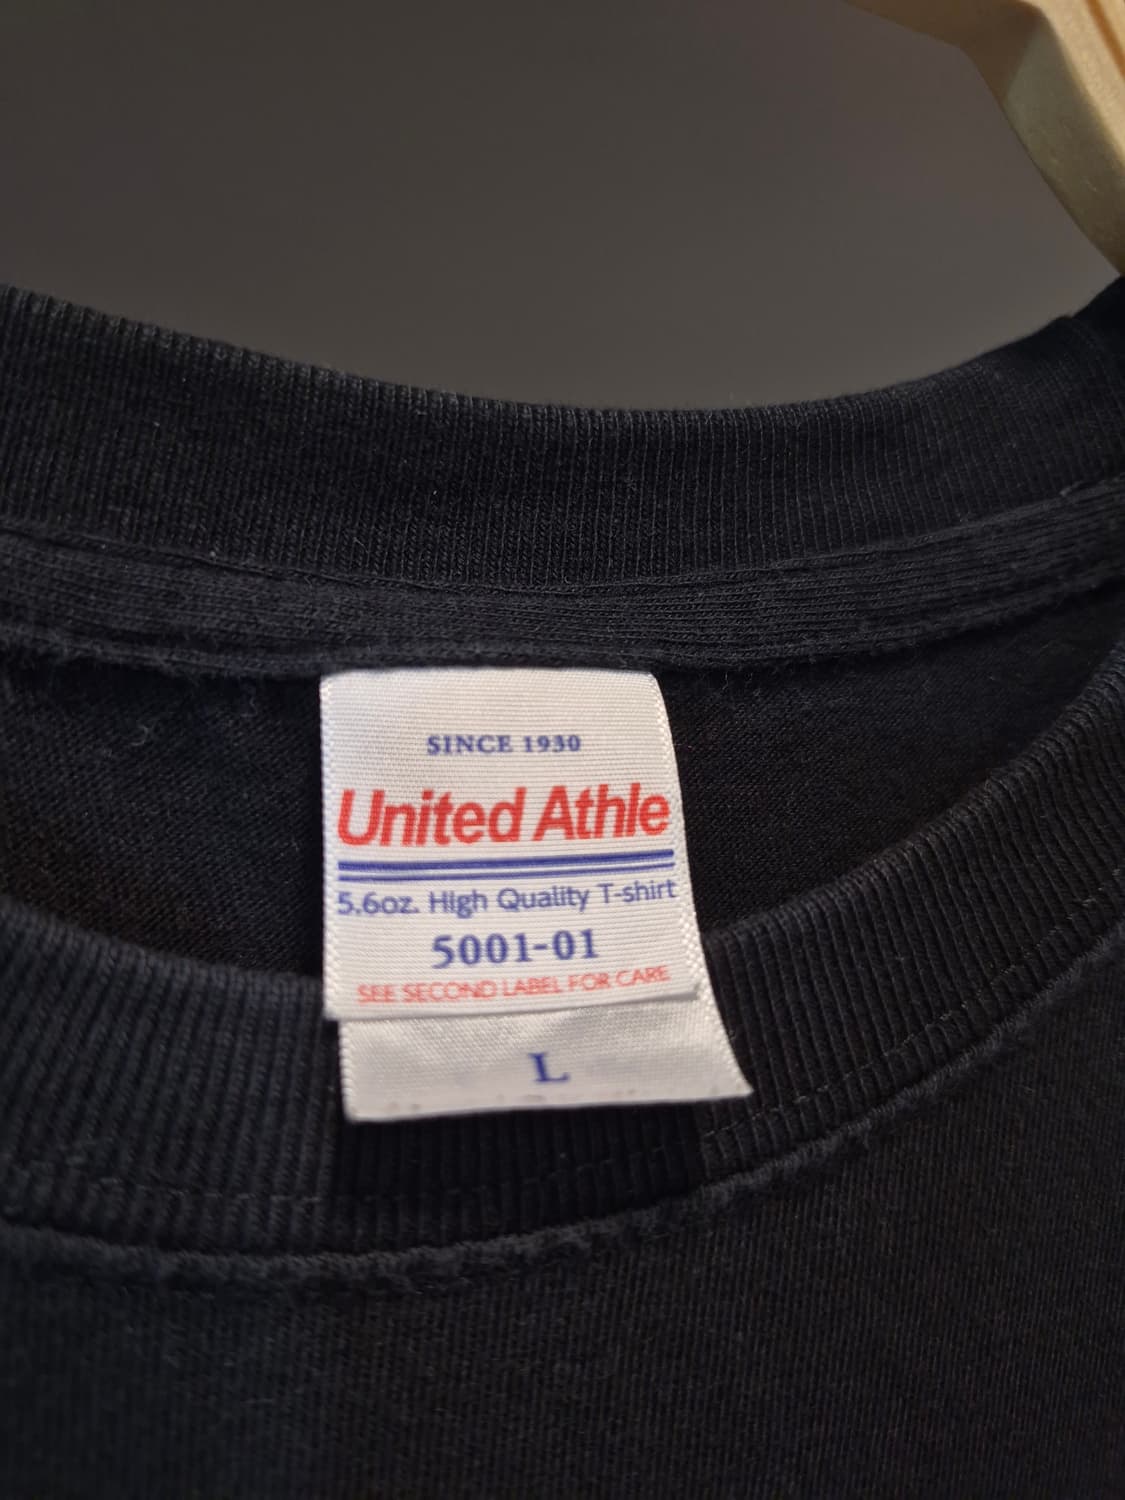 SINCE 1930
United Athle
5.6oz. High Quality T-shirt
5001-01
SEE SECOND LABEL FOR CARE
L